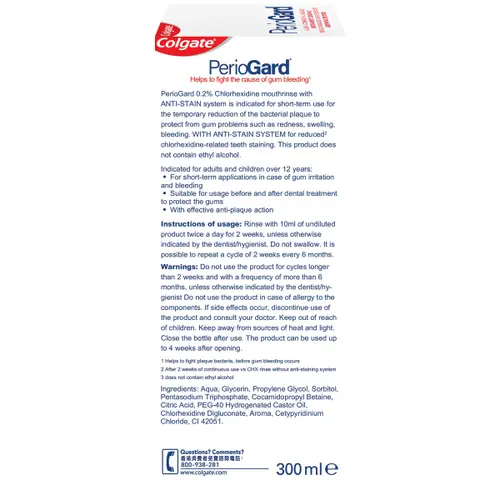 Colgate®
PerioGard®
Helps to fight the cause of gum bleeding¹
PerioGard 0.2% Chlorhexidine mouthrinse with
ANTI-STAIN system is indicated for short-term use for
the temporary reduction of the bacterial plaque to
protect from gum problems such as redness, swelling,
bleeding. WITH ANTI-STAIN SYSTEM for reduced²
chlorhexidine-related teeth staining. This product does
not contain ethyl alcohol.
Indicated for adults and children over 12 years:
• For short-term applications in case of gum irritation
and bleeding
• Suitable for usage before and after dental treatment
to protect the gums
• With effective anti-plaque action
Instructions of usage: Rinse with 10ml of undiluted
product twice a day for 2 weeks, unless otherwise
indicated by the dentist/hygienist. Do not swallow. It is
possible to repeat a cycle of 2 weeks every 6 months.
Warnings: Do not use the product for cycles longer
than 2 weeks and with a frequency of more than 6
months, unless otherwise indicated by the dentist/hy-
gienist Do not use the product in case of allergy to the
components. If side effects occur, discontinue use of
the product and consult your doctor. Keep out of reach
of children. Keep away from sources of heat and light.
Close the bottle after use. The product can be used up
to 4 weeks after opening.
1 Helps to fight plaque bacteria, before gum bleeding occurs
2 After 2 weeks of continuous use vs CHX rinse without anti-staining system
3 does not contain ethyl alcohol
Ingredients: Aqua, Glycerin, Propylene Glycol, Sorbitol,
Pentasodium Triphosphate, Cocamidopropyl Betaine,
Citric Acid, PEG-40 Hydrogenated Castor Oil,
Chlorhexidine Digluconate, Aroma, Cetypyridinium
Chloride, CI 42051.
Questions? Comments?
香港消費者免費諮詢電話:
800-938-281
www.colgate.com
300 ml e